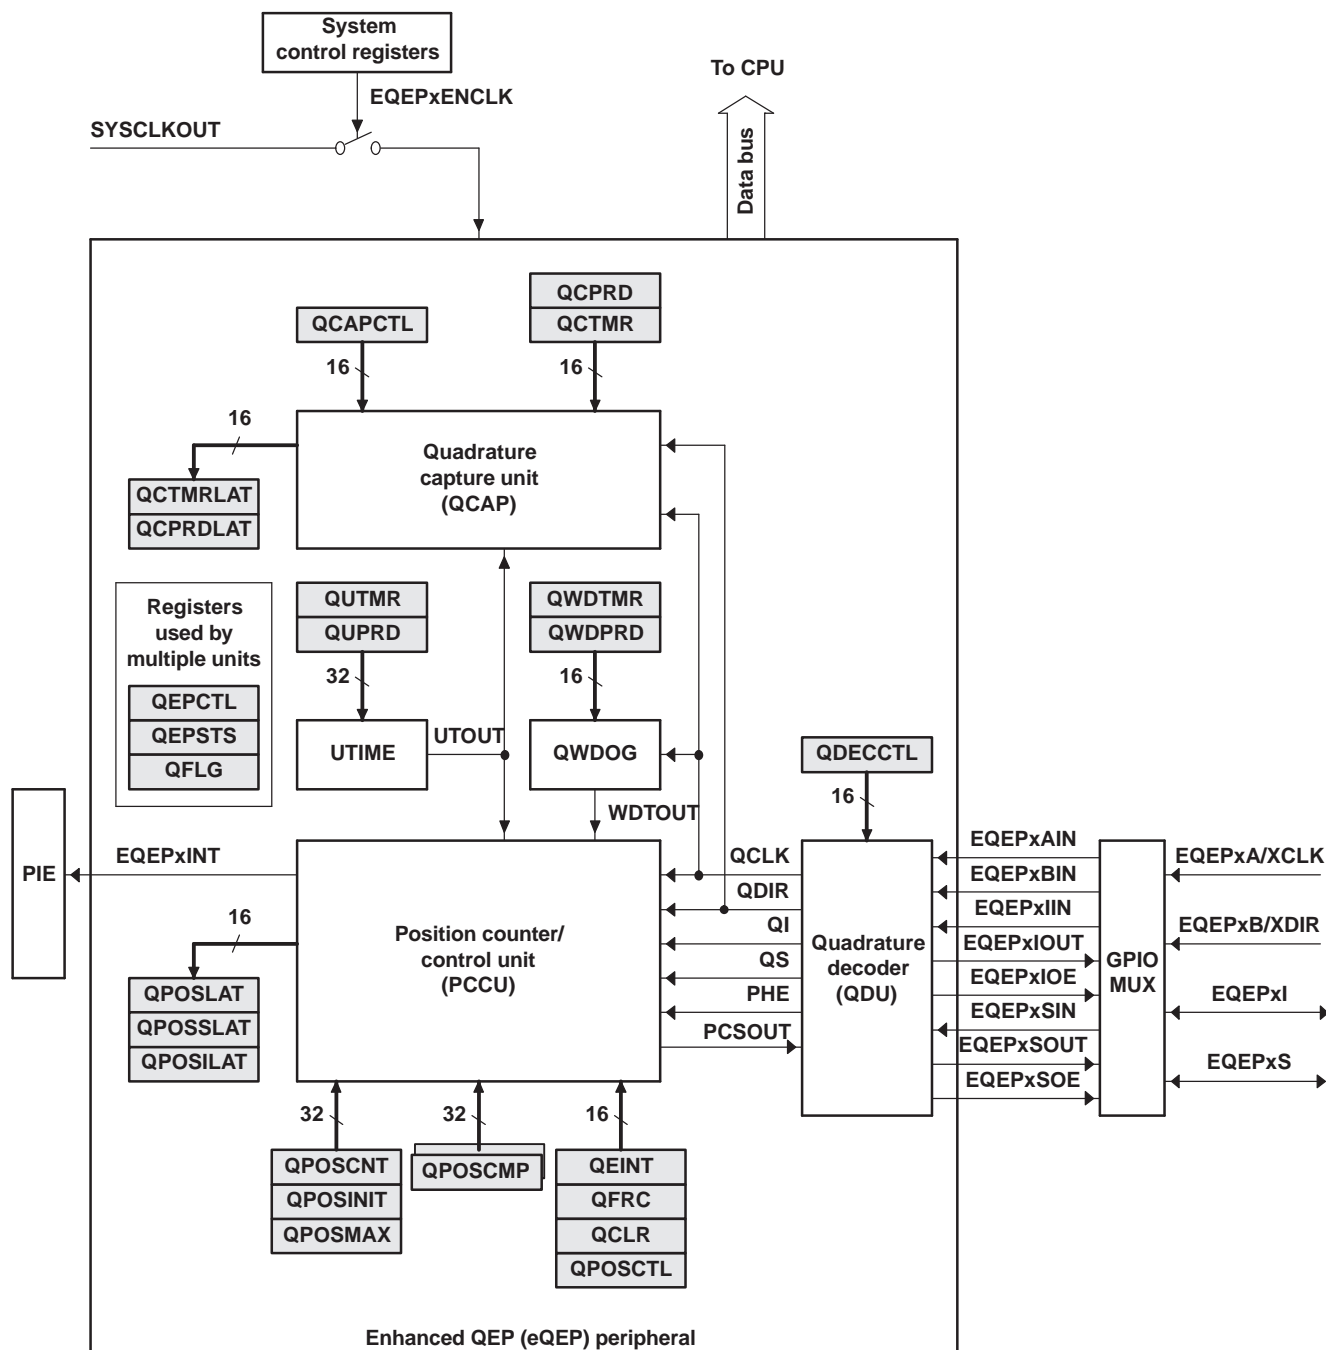 System
control registers
To CPU
EQEPxENCLK
SYSCLKOUT
Data bus
QCPRD
QCTMR
QCAPCTL
16
16
16
Quadrature
capture unit
(QCAP)
QCTMRLAT
QCPRDLAT
Registers
used by
multiple units
QEPCTL
QEPSTS
QFLG
QUTMR
QUPRD
QWDTMR
QWDPRD
32
16
UTIME
UTOUT
QWDOG
QDECCTL
WDTOUT
16
PIE
EQEPxINT
16
Position counter/
control unit
(PCCU)
QCLK
QDIR
QI
QS
PHE
PCSOUT
Quadrature
decoder
(QDU)
EQEPxAIN
EQEPxBIN
EQEPxIIN
EQEPxIOUT
EQEPxIOE
EQEPxSIN
EQEPxSOUT
EQEPxSOE
GPIO
MUX
EQEPxA/XCLK
EQEPxB/XDIR
EQEPxI
EQEPxS
QPOSLAT
QPOSSLAT
QPOSILAT
32
32
16
QPOSCNT
QPOSINIT
QPOSMAX
QPOSCMP
QEINT
QFRC
QCLR
QPOSCTL
Enhanced QEP (eQEP) peripheral